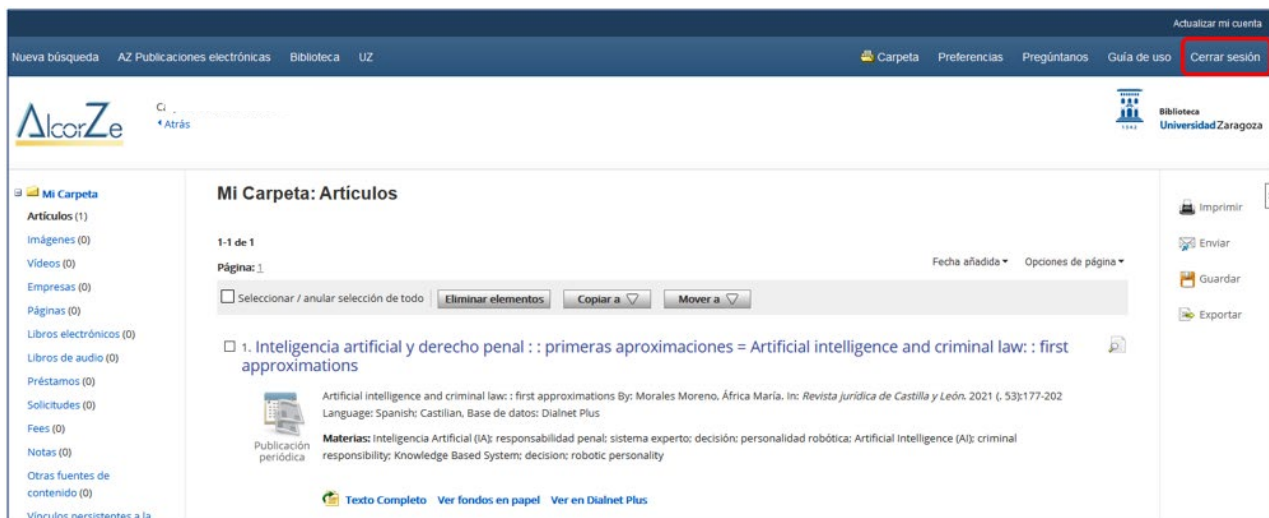 Actualizar mi cuenta
Nueva búsqueda AZ Publicaciones electrónicas Biblioteca UZ Carpeta Preferencias Pregúntanos Guía de uso Cerrar sesión
AlcorZe
Atrás
1542
Biblioteca
Universidad Zaragoza
Mi Carpeta
Artículos (1)
Imágenes (0)
Vídeos (0)
Empresas (0)
Páginas (0)
Libros electrónicos (0)
Libros de audio (0)
Préstamos (0)
Solicitudes (0)
Fees (0)
Notas (0)
Otras fuentes de
contenido (0)
Vínculos persistentes a la
Mi Carpeta: Artículos
1-1 de 1
Página: 1
Fecha añadida Opciones de página
Seleccionar / anular selección de todo Eliminar elementos Copiar a Mover a
1. Inteligencia artificial y derecho penal : : primeras aproximaciones = Artificial intelligence and criminal law: : first
approximations
Publicación
periódica
Artificial intelligence and criminal law: : first approximations By: Morales Moreno, África María. In: Revista jurídica de Castilla y León. 2021 (, 53):177-202
Language: Spanish; Castilian, Base de datos: Dialnet Plus
Materias: Inteligencia Artificial (IA); responsabilidad penal; sistema experto; decisión; personalidad robótica; Artificial Intelligence (AI); criminal
responsibility; Knowledge Based System; decision; robotic personality
Texto Completo Ver fondos en papel Ver en Dialnet Plus
Imprimir
Enviar
Guardar
Exportar